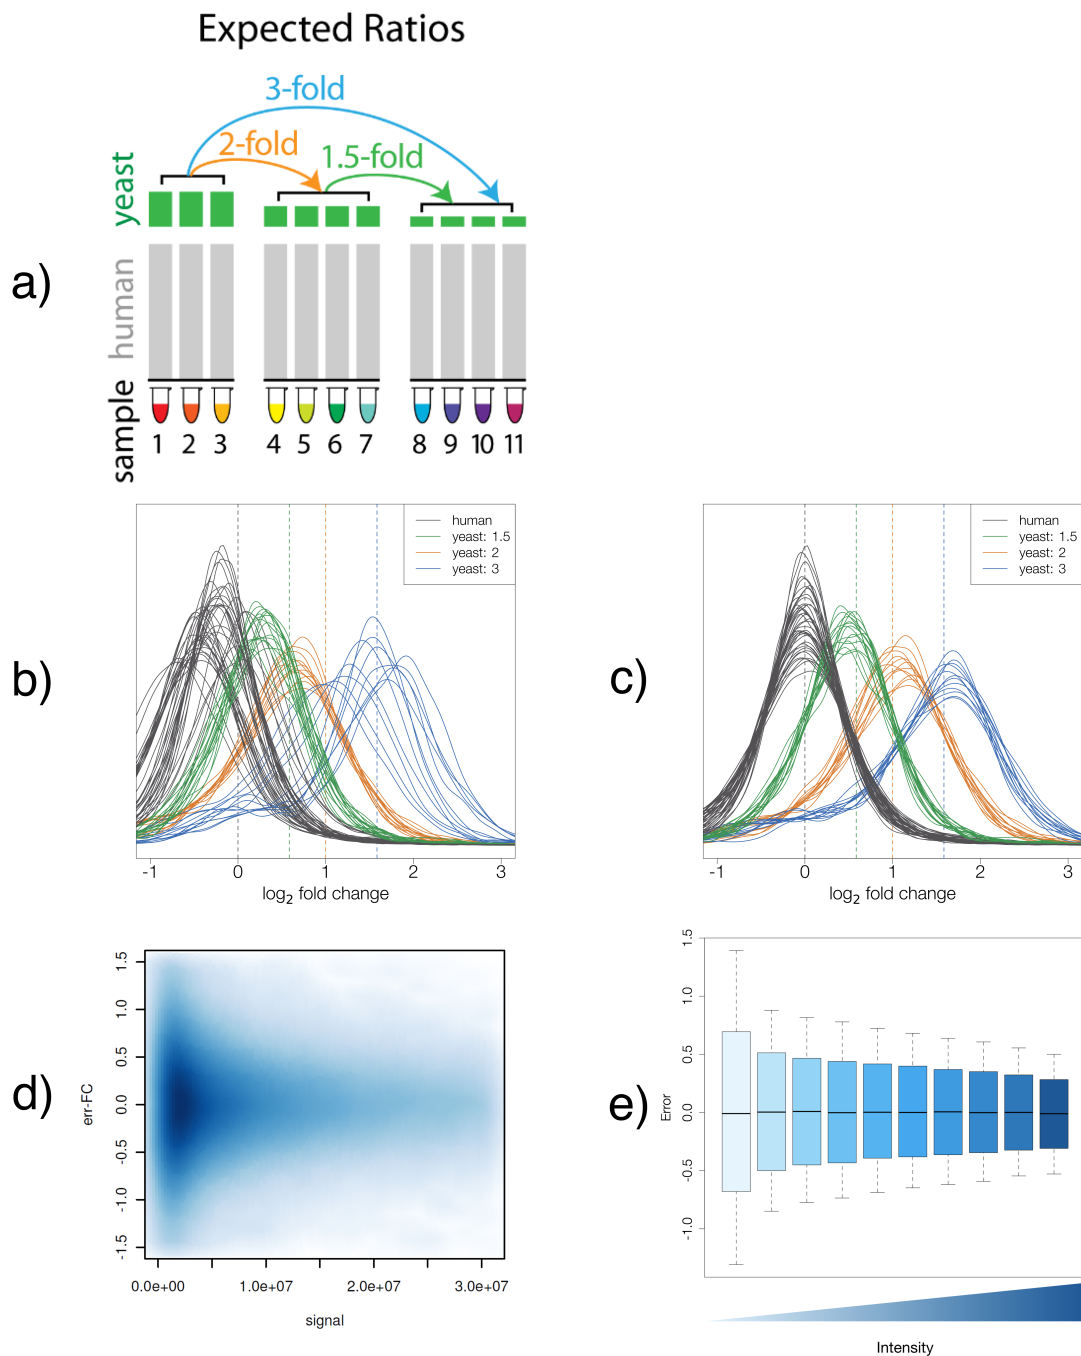 Expected Ratios
3-fold
2-fold
1.5-fold
yeast
human
sample
1 2 3 4 5 6 7 8 9 10 11
a)
b)
human
yeast: 1.5
yeast: 2
yeast: 3
-1 0 1 2 3
log2 fold change
c)
human
yeast: 1.5
yeast: 2
yeast: 3
-1 0 1 2 3
log2 fold change
d)
err-FC
1.5
1.0
0.5
0.0
-0.5
-1.0
-1.5
0.0e+00 1.0e+07 2.0e+07 3.0e+07
signal
e)
Error
1.5
1.0
0.5
0.0
-0.5
-1.0
Intensity